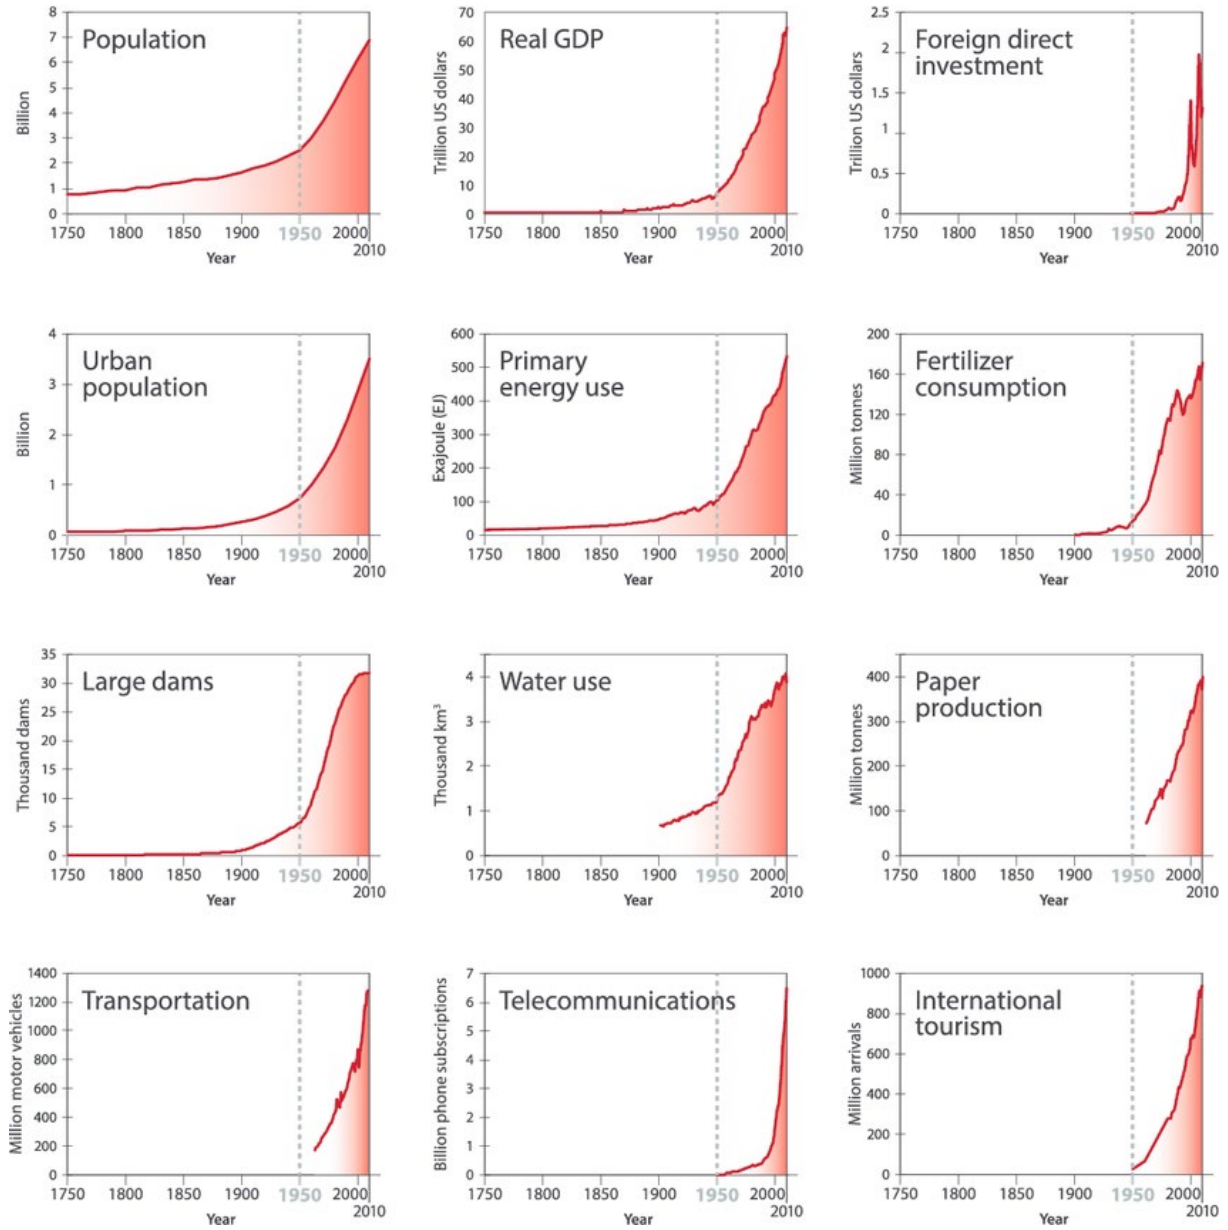 Population
Billion
8
7
6
5
4
3
2
1
0
1750 1800 1850 1900 1950 2000
2010
Year
Real GDP
Trillion US dollars
70
60
50
40
30
20
10
0
1750 1800 1850 1900 1950 2000
2010
Year
Foreign direct
investment
Trillion US dollars
2.5
2
1.5
1
0.5
0
1750 1800 1850 1900 1950 2000
2010
Year
Urban
population
Billion
4
3
2
1
0
1750 1800 1850 1900 1950 2000
2010
Year
Primary
energy use
Exajoule (EJ)
600
500
400
300
200
100
0
1750 1800 1850 1900 1950 2000
2010
Year
Fertilizer
consumption
Million tonnes
200
160
120
80
40
0
1750 1800 1850 1900 1950 2000
2010
Year
Large dams
Thousand dams
35
30
25
20
15
10
5
0
1750 1800 1850 1900 1950 2000
2010
Year
Water use
Thousand km³
4
3
2
1
0
1750 1800 1850 1900 1950 2000
2010
Year
Paper
production
Million tonnes
400
300
200
100
0
1750 1800 1850 1900 1950 2000
2010
Year
Transportation
Million motor vehicles
1400
1200
1000
800
600
400
200
0
1750 1800 1850 1900 1950 2000
2010
Year
Telecommunications
Billion phone subscriptions
7
6
5
4
3
2
1
0
1750 1800 1850 1900 1950 2000
2010
Year
International
tourism
Million arrivals
1000
800
600
400
200
0
1750 1800 1850 1900 1950 2000
2010
Year